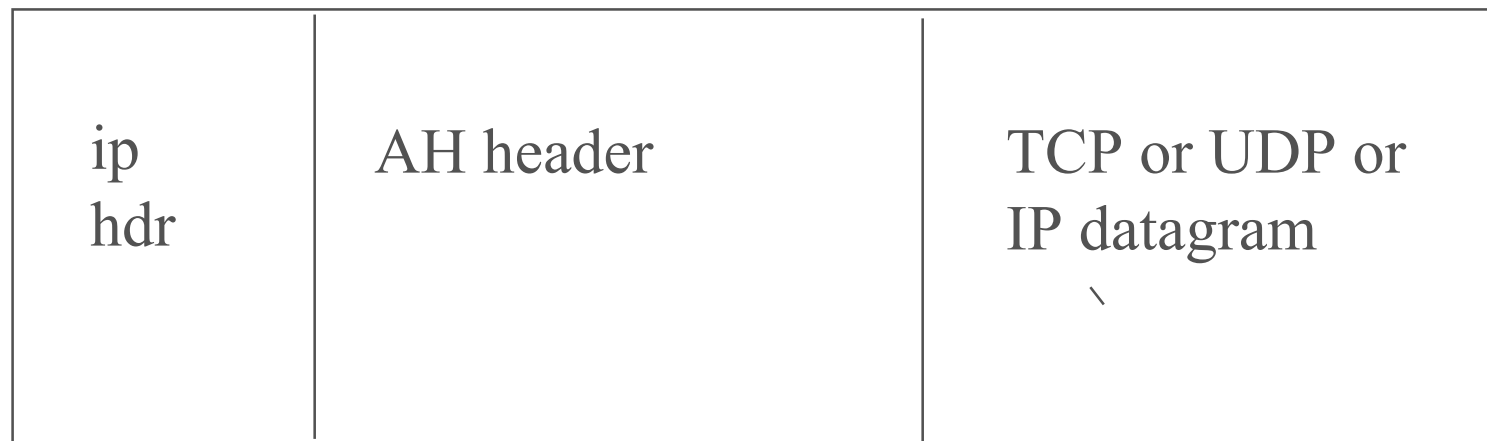 ip
hdr
AH header
TCP or UDP or
IP datagram